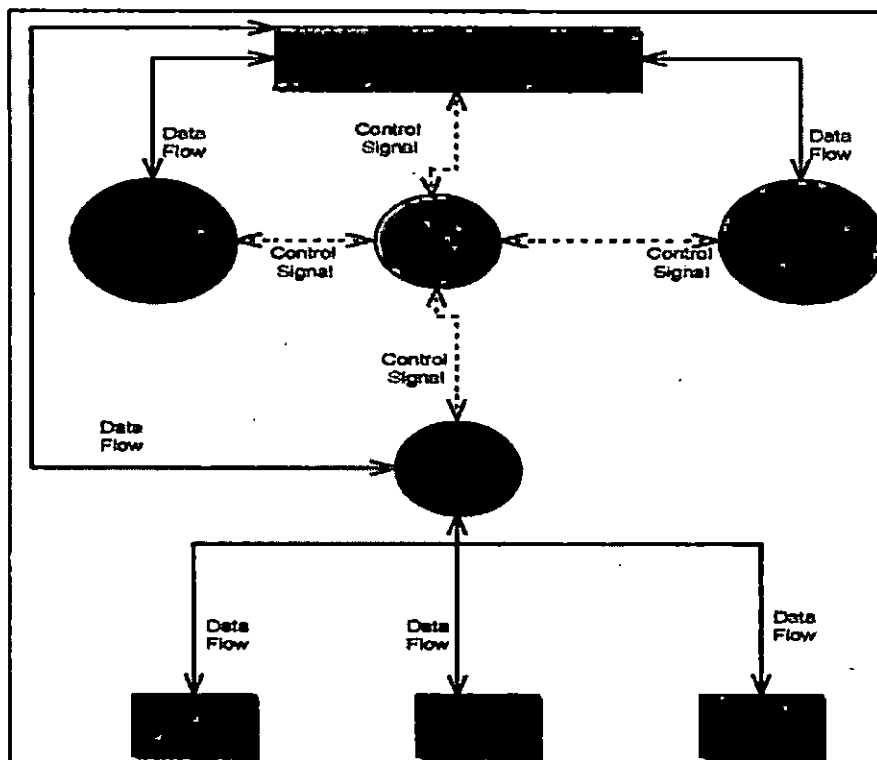 Control
Signal
Data
Flow
Data
Flow
Control
Signal
Control
Signal
Control
Signal
Data
Flow
Data
Flow
Data
Flow
Data
Flow